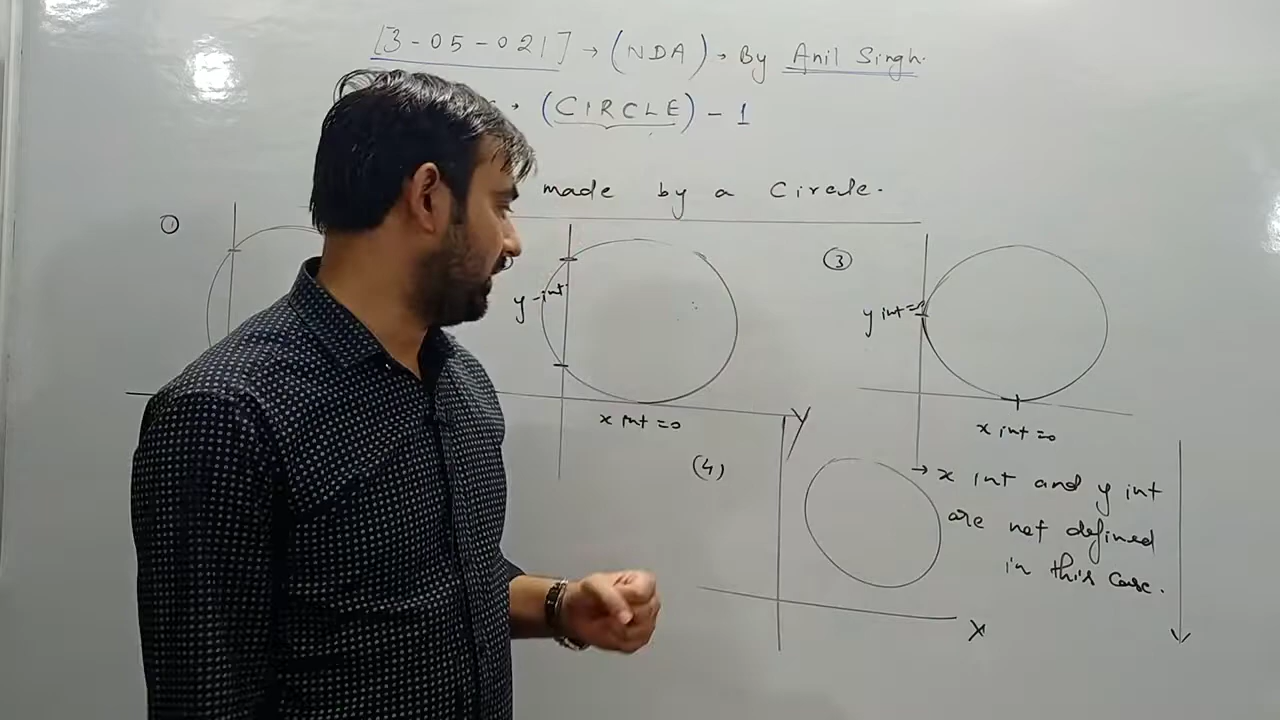 [3-05-021] → (NDA) → By Anil Singh.
→ (CIRCLE) - 1
made by a Circle.
①
y-int
x int = 0
③
y int = 0
x int = 0
(4)
Y
X
→ x int and y int
are not defined
in this case.